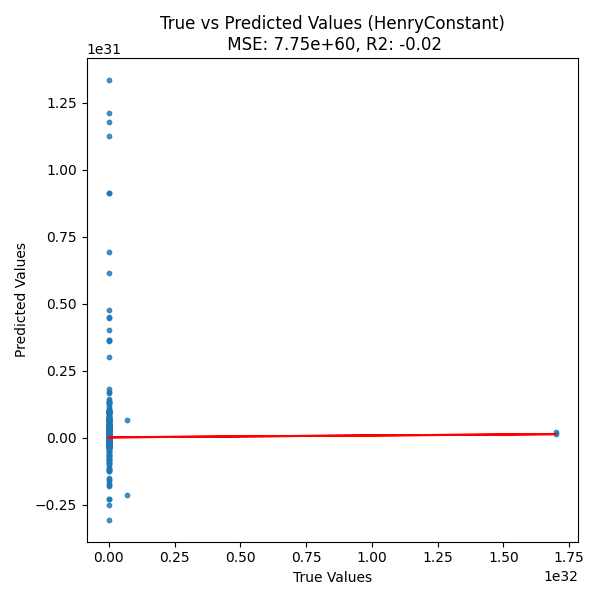 True vs Predicted Values (HenryConstant)
MSE: 7.75e+60, R2: -0.02
1e31
1.25
1.00
0.75
0.50
0.25
0.00
−0.25
Predicted Values
0.00 0.25 0.50 0.75 1.00 1.25 1.50 1.75
True Values
1e32